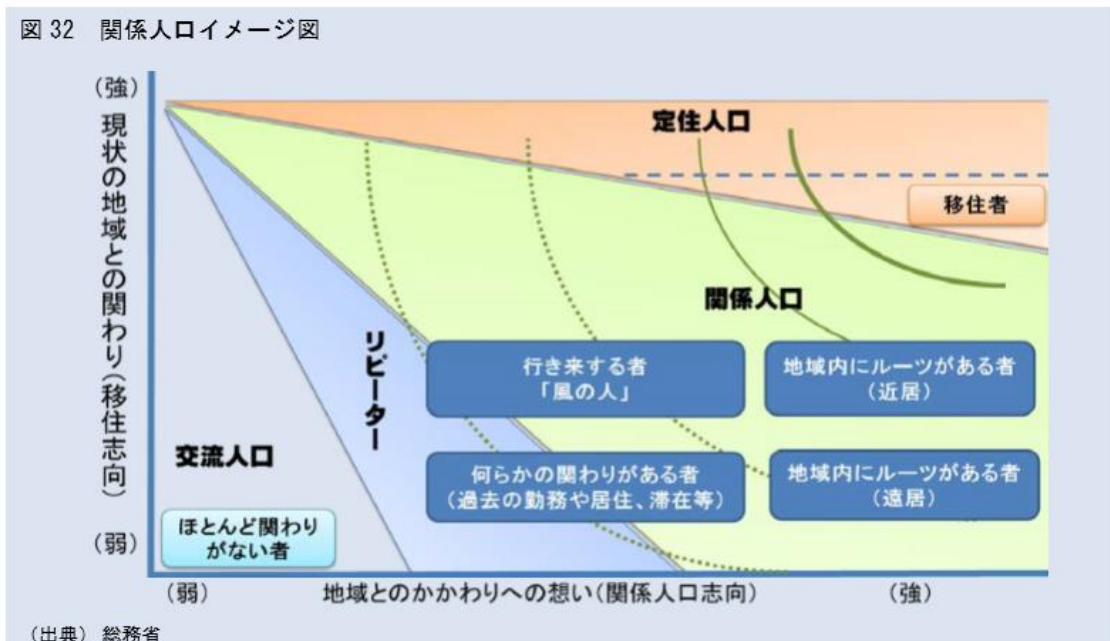 図 32　関係人口イメージ図
（強）
現状の地域との関わり（移住志向）
（弱）
定住人口
移住者
関係人口
リピーター
行き来する者
「風の人」
地域内にルーツがある者
（近居）
何らかの関わりがある者
（過去の勤務や居住、滞在等）
地域内にルーツがある者
（遠居）
交流人口
ほとんど関わり
がない者
（弱）
地域とのかかわりへの想い（関係人口志向）
（強）
（出典） 総務省